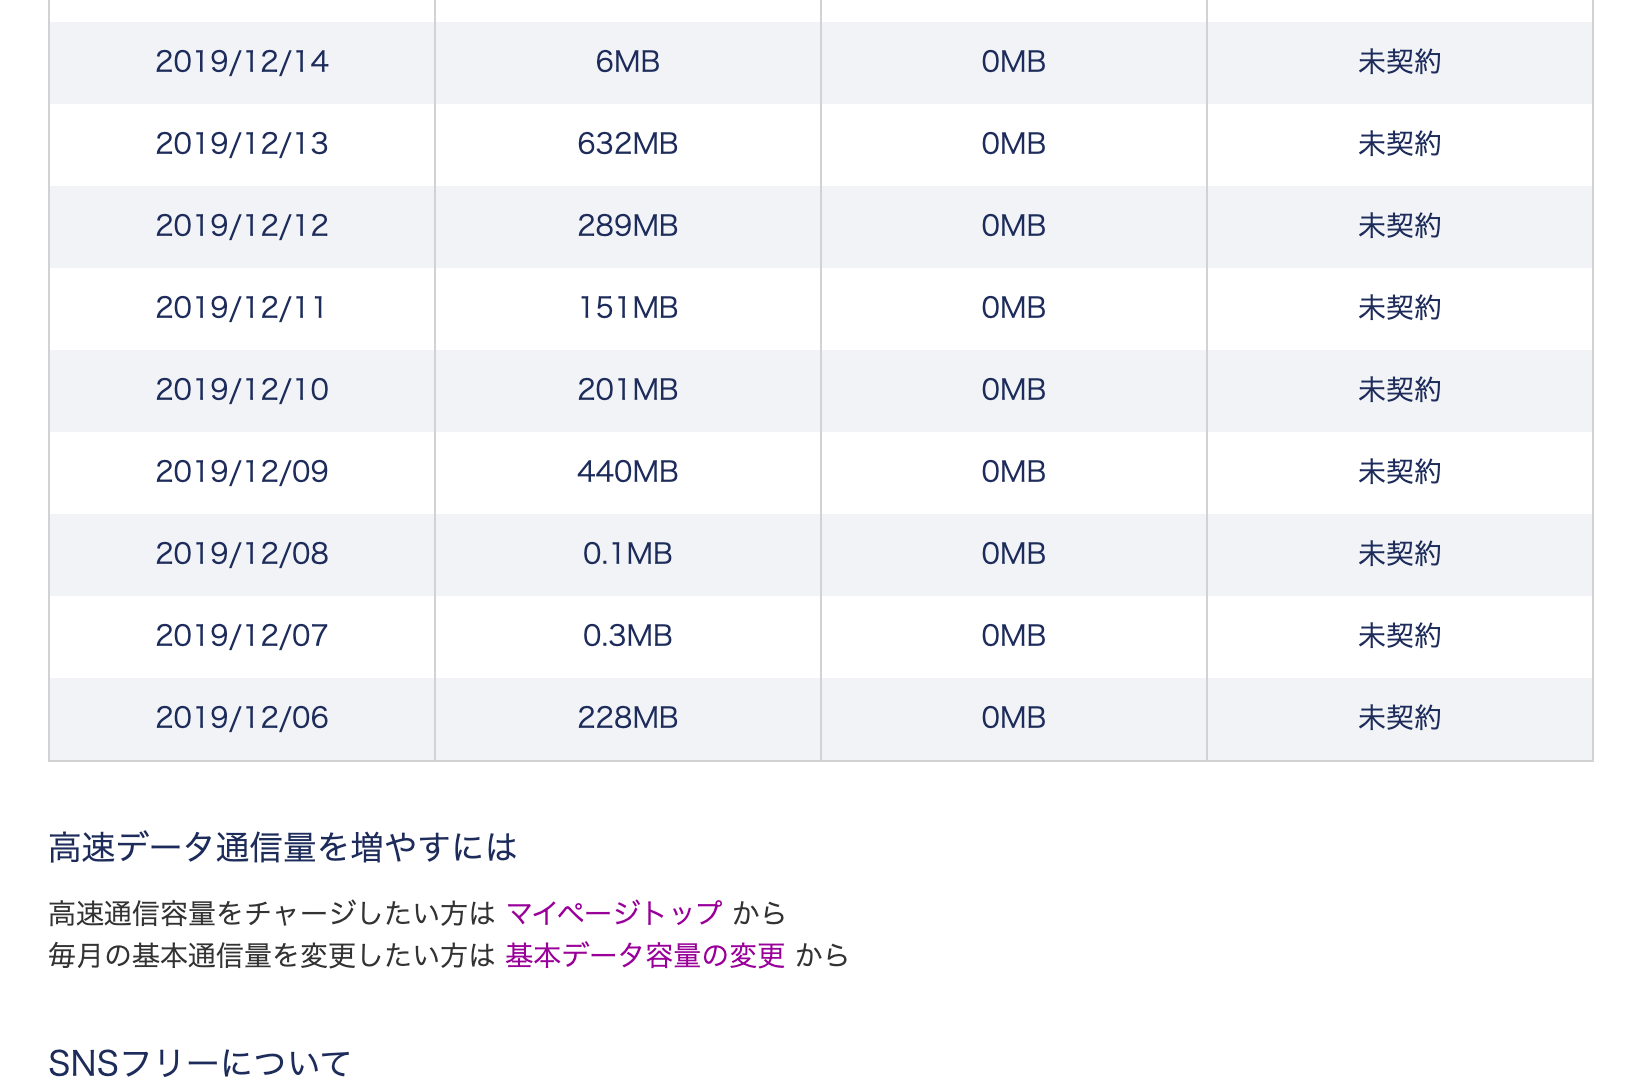 2019/12/14 6MB 0MB 未契約
2019/12/13 632MB 0MB 未契約
2019/12/12 289MB 0MB 未契約
2019/12/11 151MB 0MB 未契約
2019/12/10 201MB 0MB 未契約
2019/12/09 440MB 0MB 未契約
2019/12/08 0.1MB 0MB 未契約
2019/12/07 0.3MB 0MB 未契約
2019/12/06 228MB 0MB 未契約
高速データ通信量を増やすには
高速通信容量をチャージしたい方は マイページトップ から
毎月の基本通信量を変更したい方は 基本データ容量の変更 から
SNSフリーについて